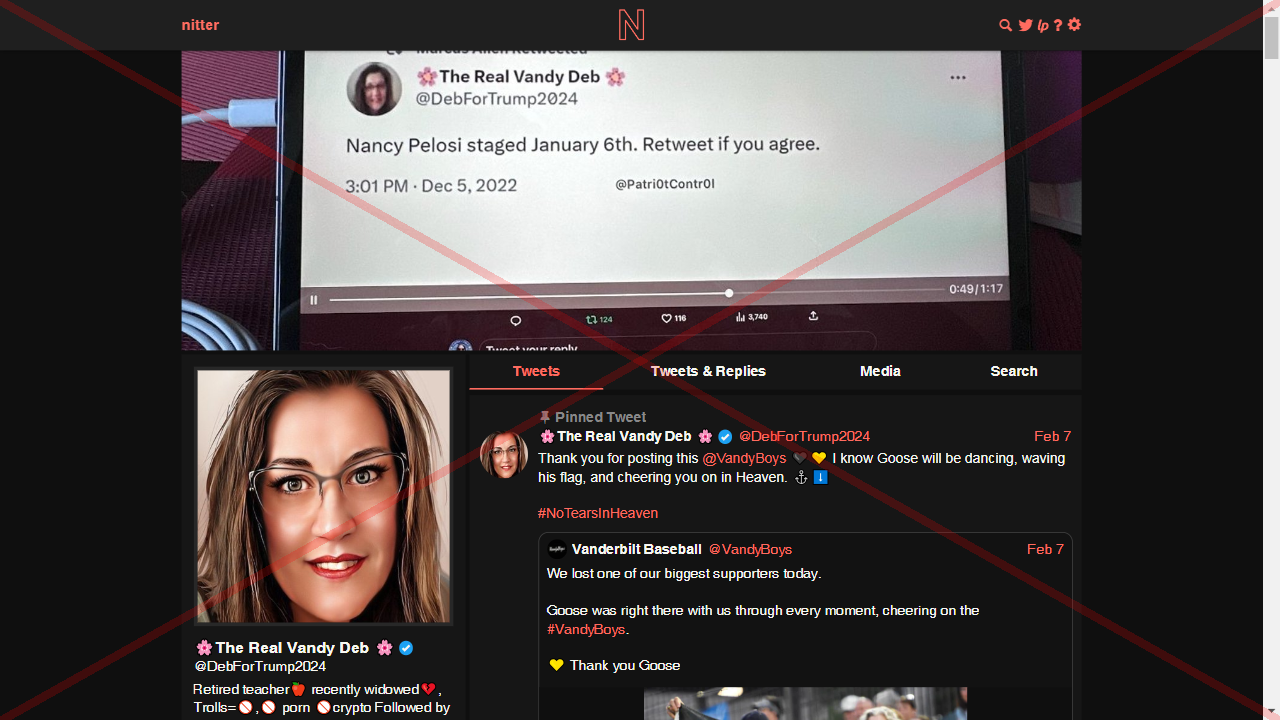 nitter
N
lp ?
Marcus Allen Retweeted
🌸The Real Vandy Deb 🌸
@DebForTrump2024
Nancy Pelosi staged January 6th. Retweet if you agree.
3:01 PM · Dec 5, 2022
@Patri0tContr0l
0:49/1:17
124
116
3,740
Tweet your reply
Tweets
Tweets & Replies
Media
Search
Pinned Tweet
🌸The Real Vandy Deb 🌸 @DebForTrump2024 Feb 7
Thank you for posting this @VandyBoys 🖤 💛 I know Goose will be dancing, waving
his flag, and cheering you on in Heaven. ⚓ ⬇️
#NoTearsInHeaven
Vanderbilt Baseball @VandyBoys Feb 7
We lost one of our biggest supporters today.
Goose was right there with us through every moment, cheering on the
#VandyBoys.
💛 Thank you Goose
🌸The Real Vandy Deb 🌸
@DebForTrump2024
Retired teacher🍎 recently widowed💔,
Trolls=🚫,🚫 porn 🚫crypto Followed by